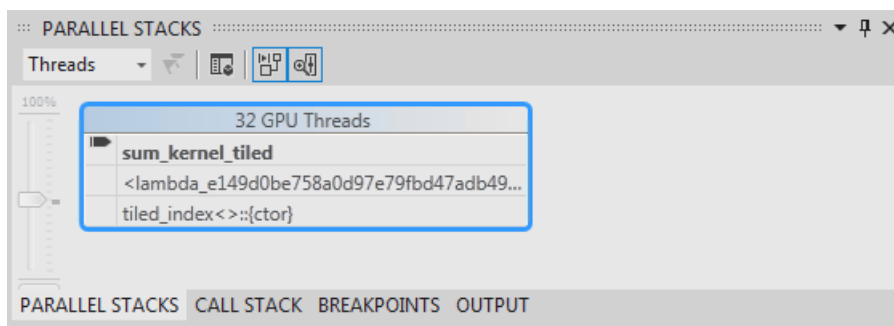 PARALLEL STACKS
Threads
100%
32 GPU Threads
sum_kernel_tiled
<lambda_e149d0be758a0d97e79fbd47adb49...
tiled_index<>::{ctor}
PARALLEL STACKS CALL STACK BREAKPOINTS OUTPUT